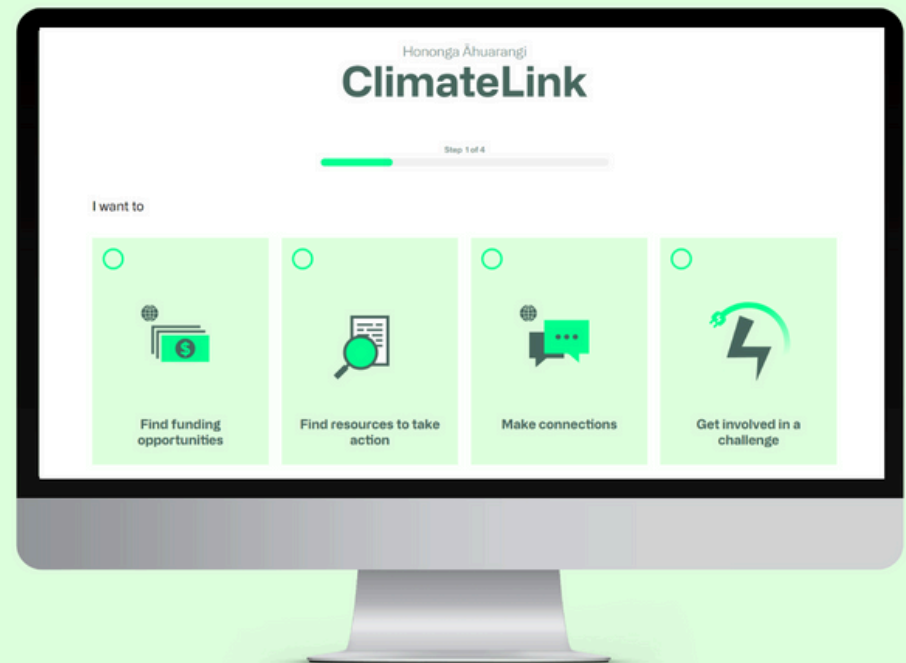 Hononga Āhuarangi
ClimateLink
Step 1 of 4
I want to
$
Find funding
opportunities
Find resources to take
action
Make connections
Get involved in a
challenge